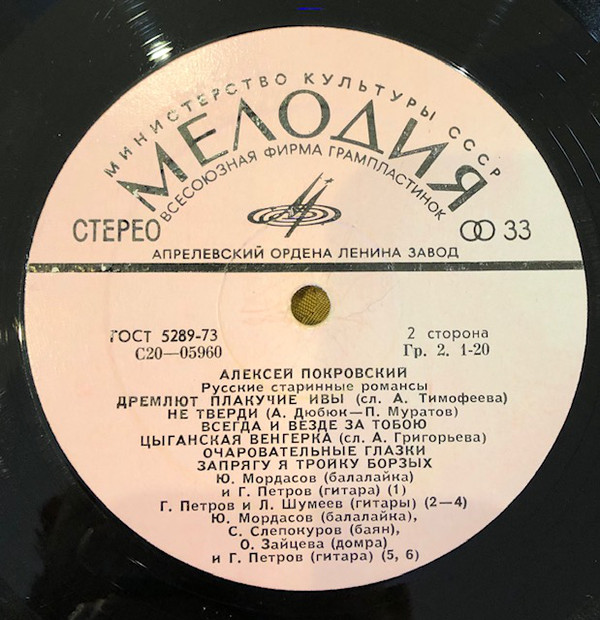 МИНИСТЕРСТВО КУЛЬТУРЫ СССР
МЕЛОДИЯ
ВСЕСОЮЗНАЯ ФИРМА ГРАМПЛАСТИНОК
СТЕРЕО
33
АПРЕЛЕВСКИЙ ОРДЕНА ЛЕНИНА ЗАВОД
ГОСТ 5289-73
2 сторона
С20—05960
Гр. 2. 1-20
АЛЕКСЕЙ ПОКРОВСКИЙ
Русские старинные романсы
ДРЕМЛЮТ ПЛАКУЧИЕ ИВЫ (сл. А. Тимофеева)
НЕ ТВЕРДИ (А. Дюбюк—П. Муратов)
ВСЕГДА И ВЕЗДЕ ЗА ТОБОЮ
ЦЫГАНСКАЯ ВЕНГЕРКА (сл. А. Григорьева)
ОЧАРОВАТЕЛЬНЫЕ ГЛАЗКИ
ЗАПРЯГУ Я ТРОЙКУ БОРЗЫХ
Ю. Мордасов (балалайка)
и Г. Петров (гитара) (1)
Г. Петров и Л. Шумеев (гитары) (2—4)
Ю. Мордасов (балалайка),
С. Слепокуров (баян),
О. Зайцева (домра)
и Г. Петров (гитара) (5, 6)